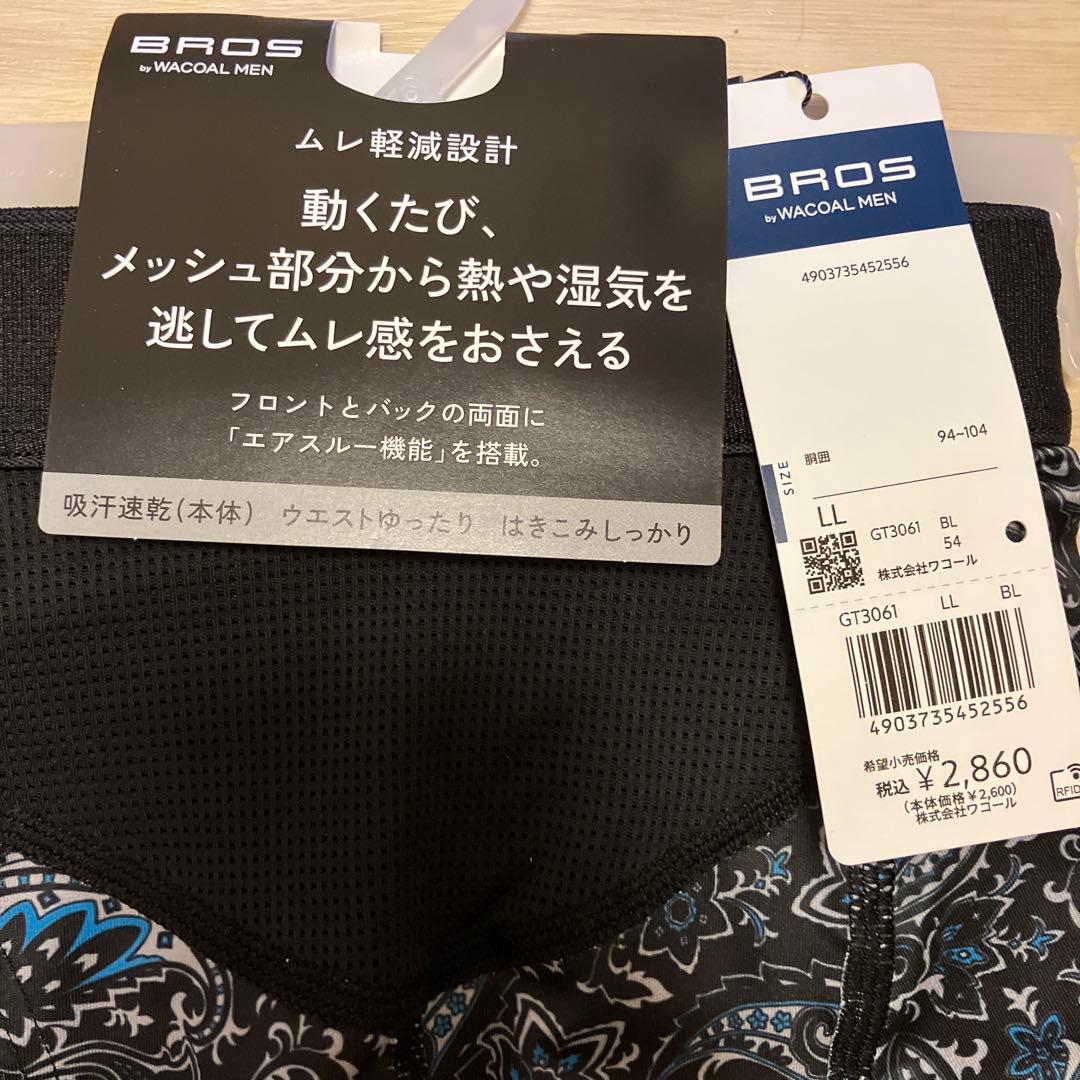 BROS
by WACOAL MEN
ムレ軽減設計
動くたび、
メッシュ部分から熱や湿気を
逃してムレ感をおさえる
フロントとバックの両面に
「エアスルー機能」を搭載。
吸汗速乾(本体) ウエストゆったり はきこみしっかり
BROS
by WACOAL MEN
4903735452556
SIZE
胴囲 94~104
LL
GT3061 BL
54
株式会社ワコール
GT3061 LL BL
4903735452556
希望小売価格
税込 ¥2,860
(本体価格¥2,600)
株式会社ワコール
RFID